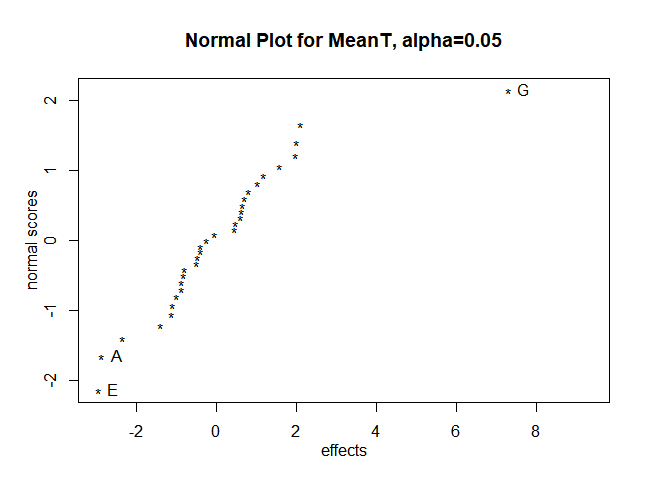 Normal Plot for MeanT, alpha=0.05
normal scores
2
1
0
-1
-2
G
A
E
-2 0 2 4 6 8
effects